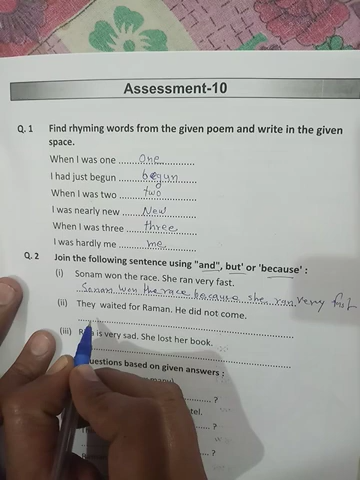 Assessment-10
Q. 1 Find rhyming words from the given poem and write in the given
space.
When I was one ........ one ........
I had just begun ........ begun ........
When I was two ........ two ........
I was nearly new ........ New ........
When I was three ........ three ........
I was hardly me ........ me ........
Q. 2 Join the following sentence using "and", but' or 'because' :
(i) Sonam won the race. She ran very fast.
Sonam won the race because she ran very fast
(ii) They waited for Raman. He did not come.
(iii) is very sad. She lost her book.
questions based on given answers :
?
tel.
?
?